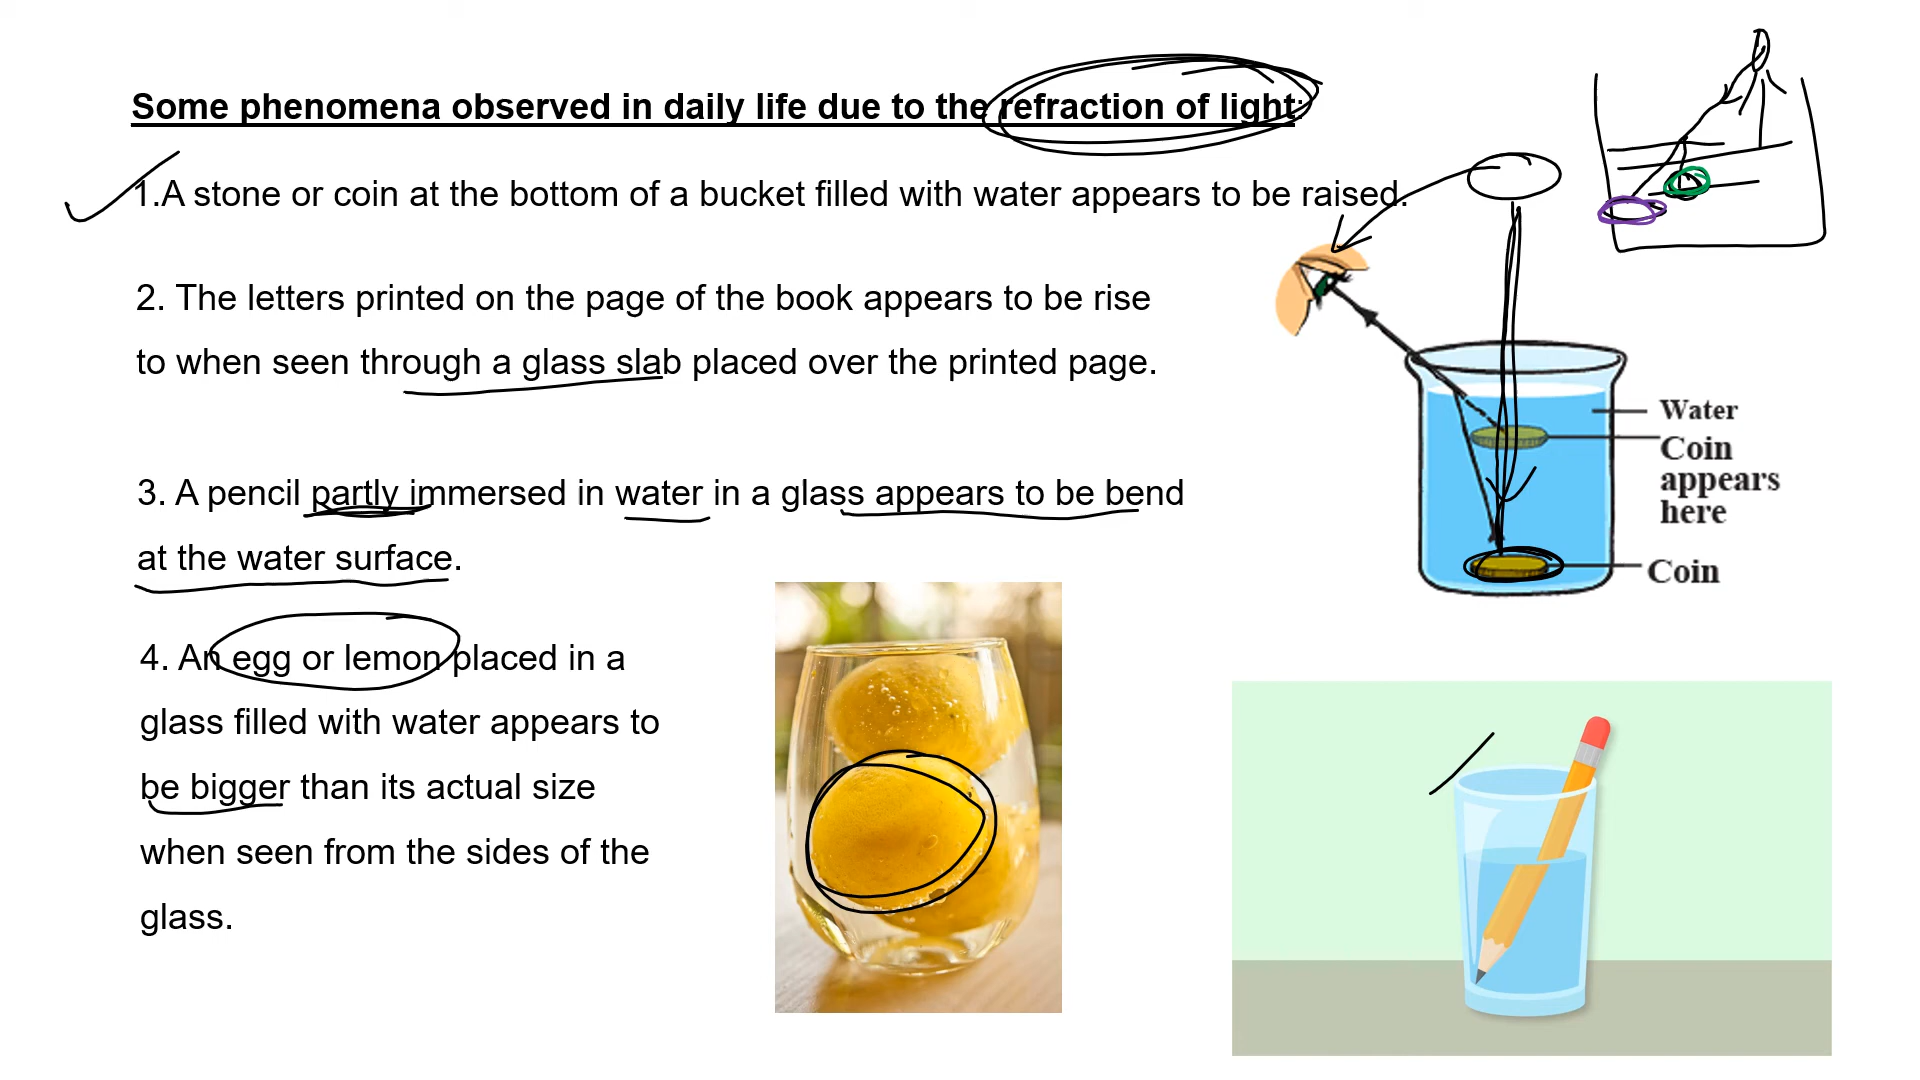 Some phenomena observed in daily life due to the refraction of light:
1.A stone or coin at the bottom of a bucket filled with water appears to be raised.
2. The letters printed on the page of the book appears to be rise
to when seen through a glass slab placed over the printed page.
3. A pencil partly immersed in water in a glass appears to be bend
at the water surface.
4. An egg or lemon placed in a
glass filled with water appears to
be bigger than its actual size
when seen from the sides of the
glass.
Water
Coin
appears
here
Coin